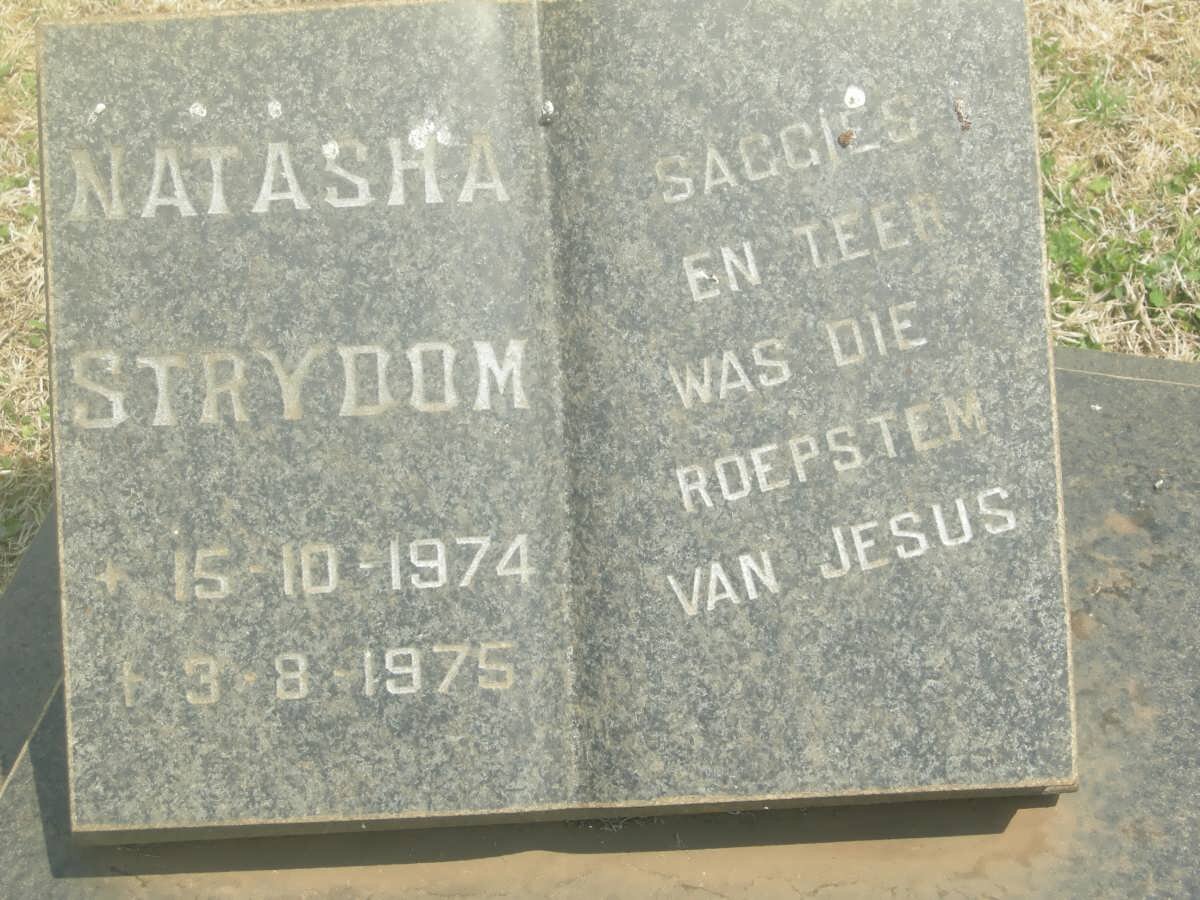 NATASHA
STRYDOM
* 15-10-1974
† 3-8-1975
SAGGIES
EN TEER
WAS DIE
ROEPSTEM
VAN JESUS